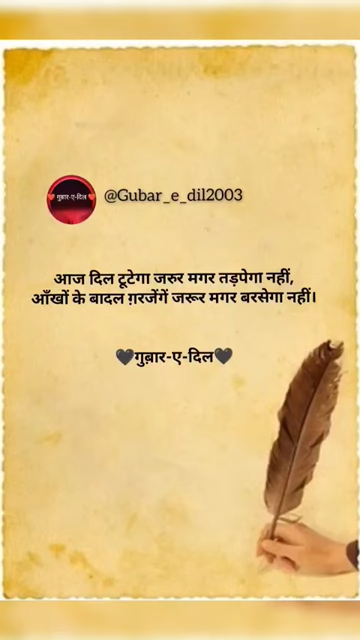 ❤️ गुबार-ए-दिल ❤️
@Gubar_e_dil2003
आज दिल टूटेगा जरुर मगर तड़पेगा नहीं,
आँखों के बादल ग़रजेंगें जरूर मगर बरसेगा नहीं।
🖤गुब़ार-ए-दिल🖤